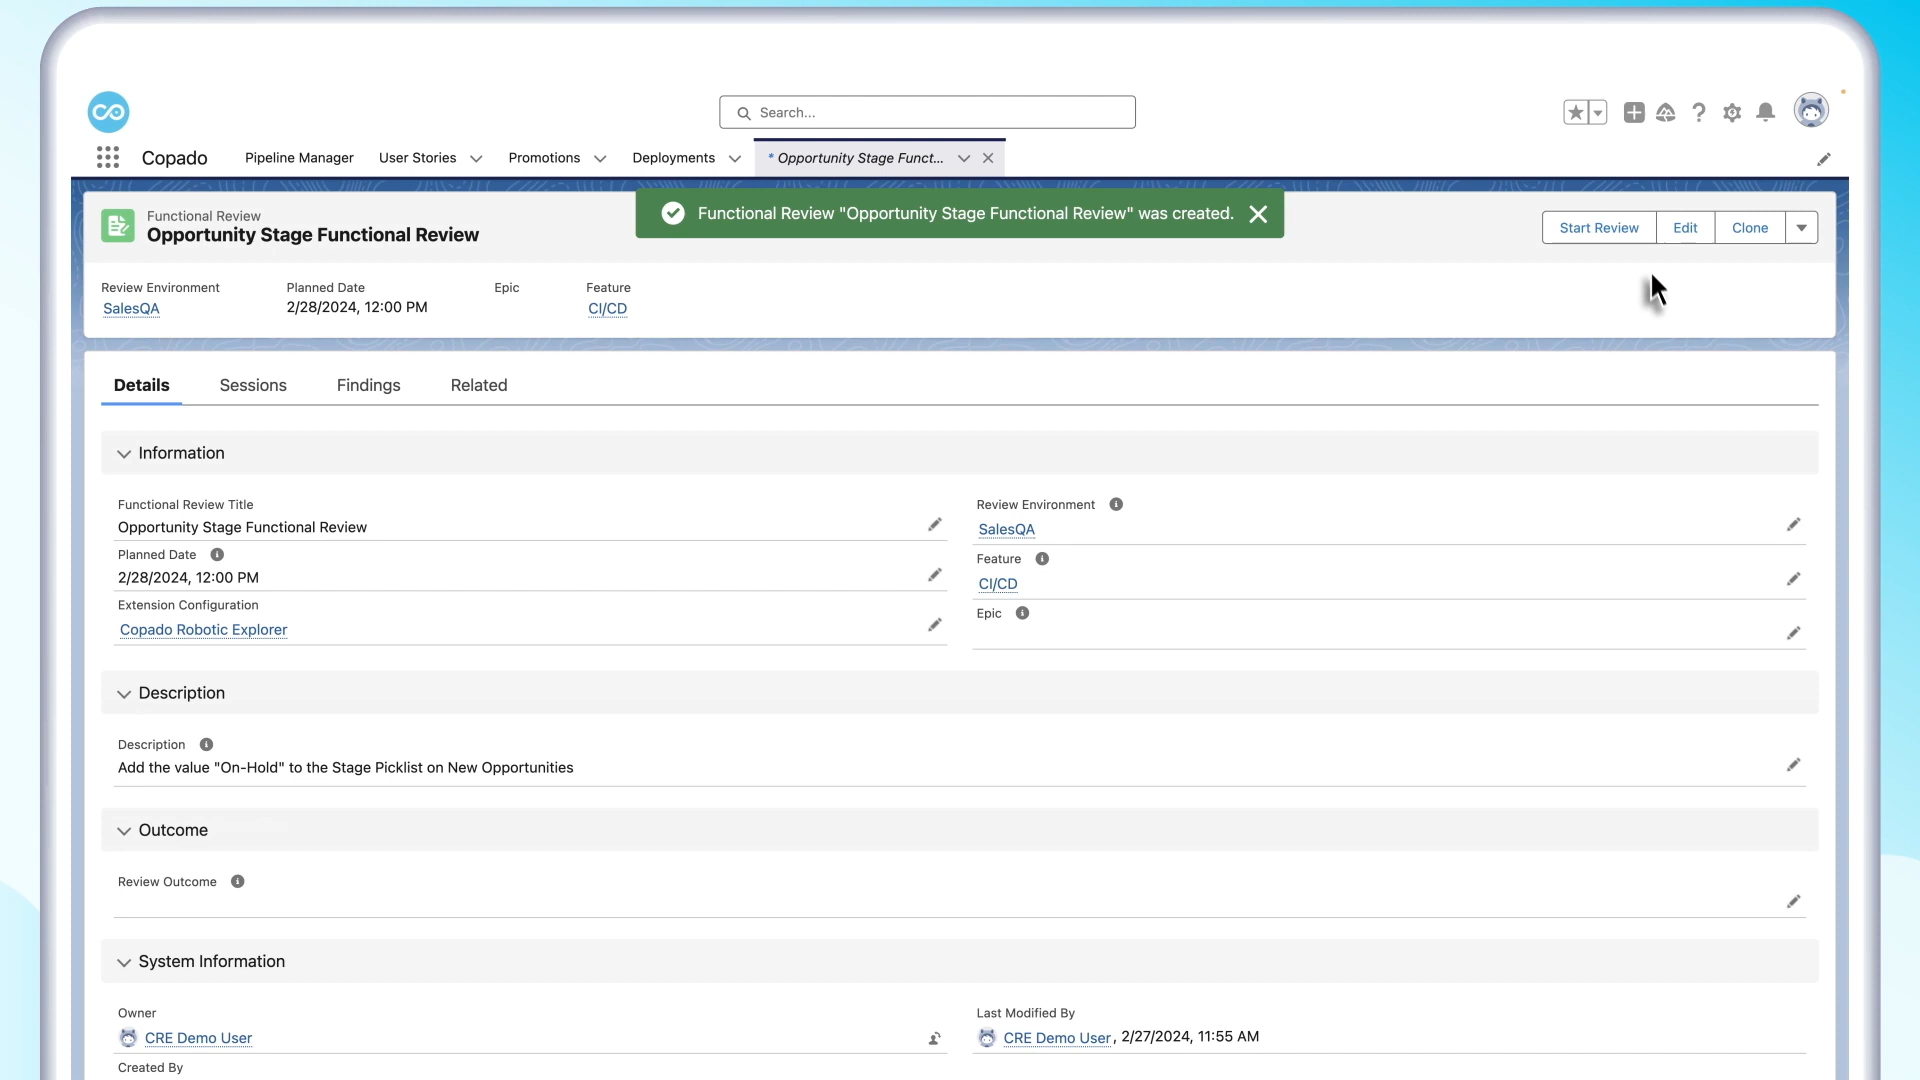 Search...
Copado
Pipeline Manager
User Stories
Promotions
Deployments
* Opportunity Stage Funct...
Functional Review "Opportunity Stage Functional Review" was created.
Functional Review
Opportunity Stage Functional Review
Start Review
Edit
Clone
Review Environment
SalesQA
Planned Date
2/28/2024, 12:00 PM
Epic
Feature
CI/CD
Details
Sessions
Findings
Related
Information
Functional Review Title
Opportunity Stage Functional Review
Review Environment
SalesQA
Planned Date
2/28/2024, 12:00 PM
Feature
CI/CD
Extension Configuration
Copado Robotic Explorer
Epic
Description
Description
Add the value "On-Hold" to the Stage Picklist on New Opportunities
Outcome
Review Outcome
System Information
Owner
CRE Demo User
Last Modified By
CRE Demo User, 2/27/2024, 11:55 AM
Created By